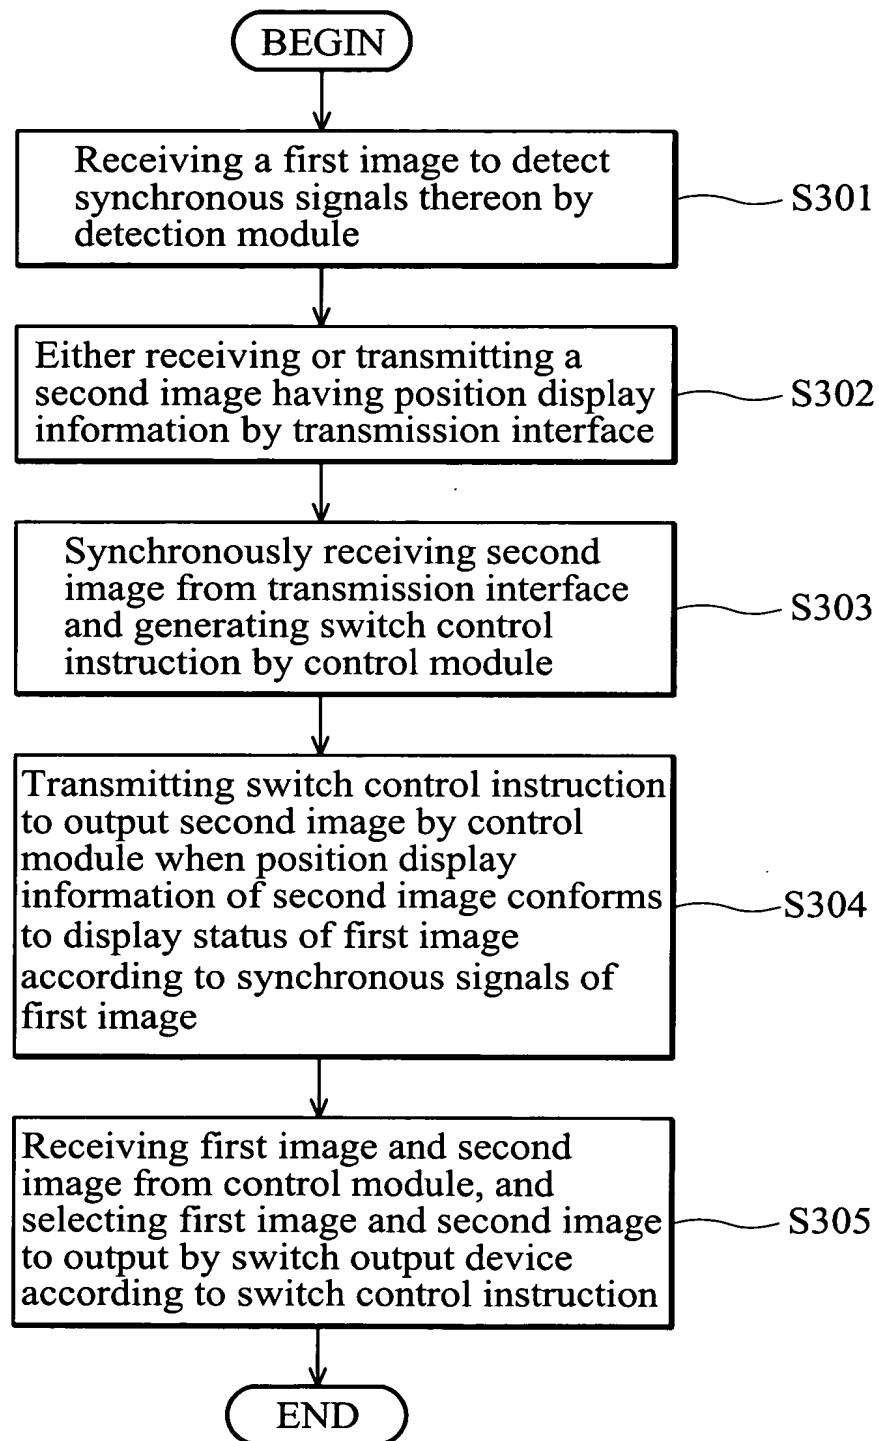 BEGIN
Receiving a first image to detect
synchronous signals thereon by
detection module
S301
Either receiving or transmitting a
second image having position display
information by transmission interface
S302
Synchronously receiving second
image from transmission interface
and generating switch control
instruction by control module
S303
Transmitting switch control instruction
to output second image by control
module when position display
information of second image conforms
to display status of first image
according to synchronous signals of
first image
S304
Receiving first image and second
image from control module, and
selecting first image and second image
to output by switch output device
according to switch control instruction
S305
END